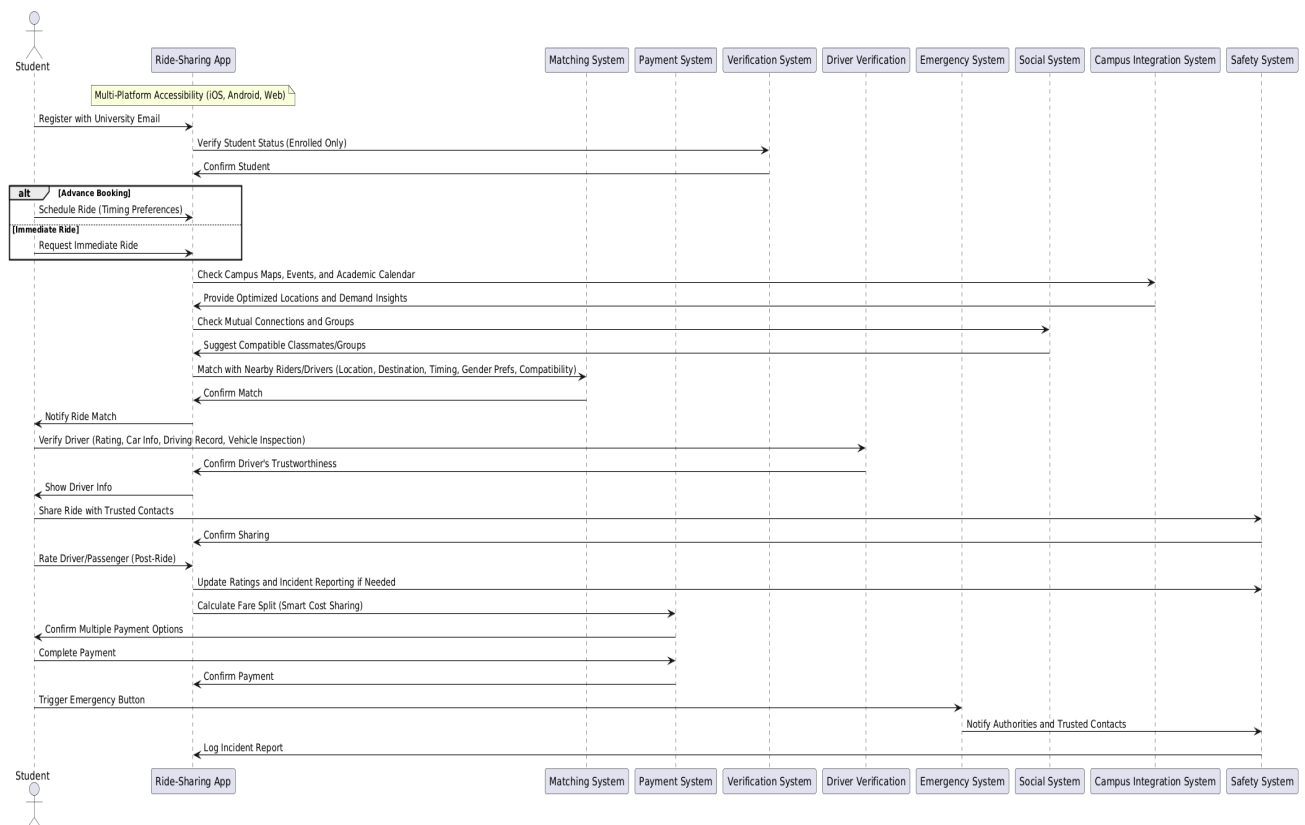 Student
Ride-Sharing App
Matching System
Payment System
Verification System
Driver Verification
Emergency System
Social System
Campus Integration System
Safety System
Multi-Platform Accessibility (iOS, Android, Web)
Register with University Email
Verify Student Status (Enrolled Only)
Confirm Student
alt [Advance Booking]
Schedule Ride (Timing Preferences)
[Immediate Ride]
Request Immediate Ride
Check Campus Maps, Events, and Academic Calendar
Provide Optimized Locations and Demand Insights
Check Mutual Connections and Groups
Suggest Compatible Classmates/Groups
Match with Nearby Riders/Drivers (Location, Destination, Timing, Gender Prefs, Compatibility)
Confirm Match
Notify Ride Match
Verify Driver (Rating, Car Info, Driving Record, Vehicle Inspection)
Confirm Driver's Trustworthiness
Show Driver Info
Share Ride with Trusted Contacts
Confirm Sharing
Rate Driver/Passenger (Post-Ride)
Update Ratings and Incident Reporting if Needed
Calculate Fare Split (Smart Cost Sharing)
Confirm Multiple Payment Options
Complete Payment
Confirm Payment
Trigger Emergency Button
Notify Authorities and Trusted Contacts
Log Incident Report
Student
Ride-Sharing App
Matching System
Payment System
Verification System
Driver Verification
Emergency System
Social System
Campus Integration System
Safety System